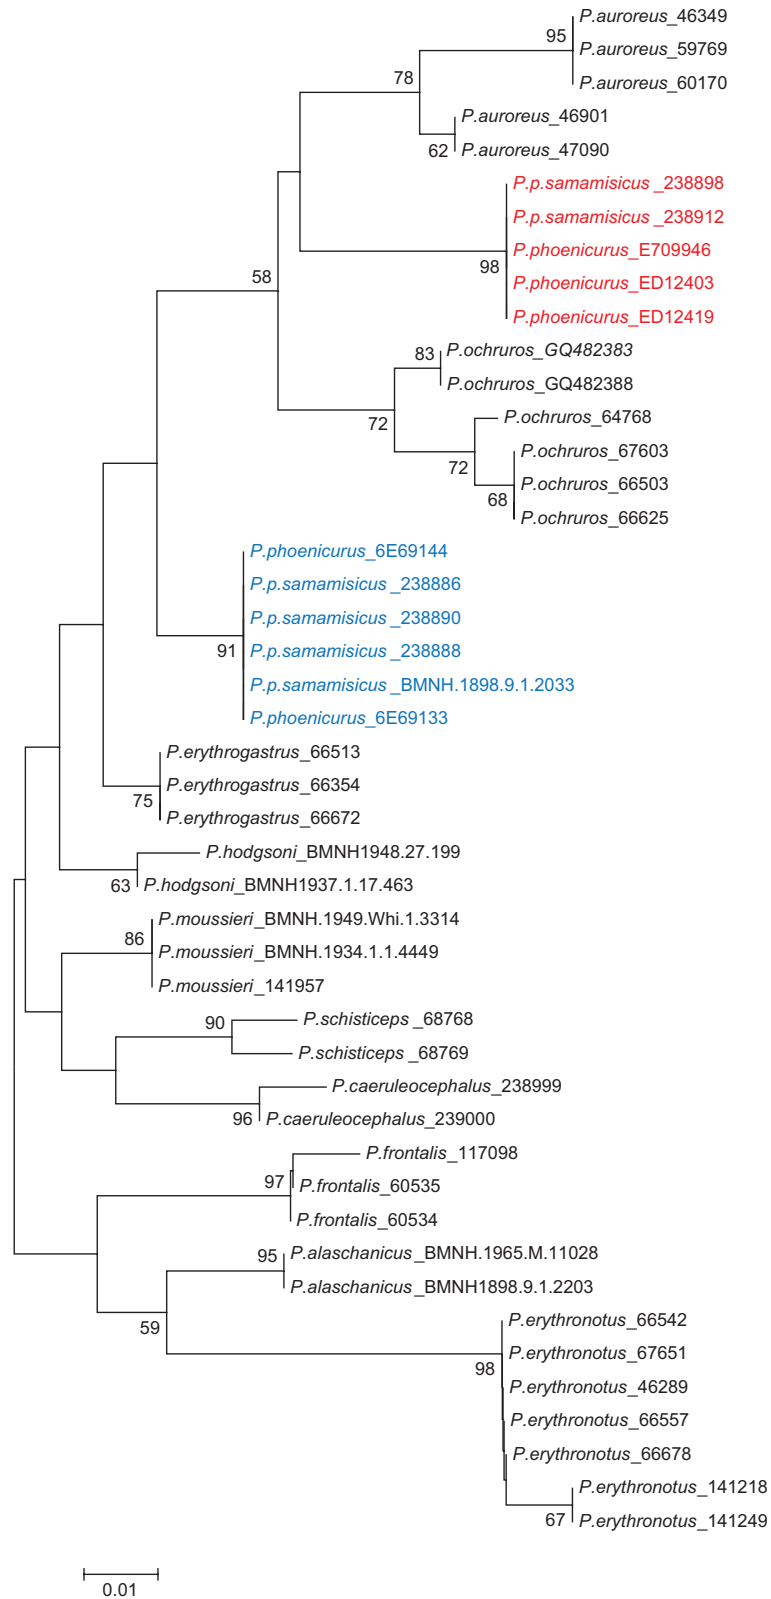 P.auroreus_46349
95
P.auroreus_59769
P.auroreus_60170
78
P.auroreus_46901
62
P.auroreus_47090
P.p.samamisicus _238898
P.p.samamisicus _238912
P.phoenicurus_E709946
98
P.phoenicurus_ED12403
P.phoenicurus_ED12419
58
83
P.ochruros_GQ482383
P.ochruros_GQ482388
72
P.ochruros_64768
P.ochruros_67603
72
P.ochruros_66503
68
P.ochruros_66625
P.phoenicurus_6E69144
P.p.samamisicus _238886
P.p.samamisicus _238890
91
P.p.samamisicus _238888
P.p.samamisicus _BMNH.1898.9.1.2033
P.phoenicurus_6E69133
P.erythrogastrus_66513
P.erythrogastrus_66354
75
P.erythrogastrus_66672
P.hodgsoni_BMNH1948.27.199
63
P.hodgsoni_BMNH1937.1.17.463
P.moussieri_BMNH.1949.Whi.1.3314
86
P.moussieri_BMNH.1934.1.1.4449
P.moussieri_141957
90
P.schisticeps _68768
P.schisticeps _68769
P.caeruleocephalus_238999
96
P.caeruleocephalus_239000
P.frontalis_117098
97
P.frontalis_60535
P.frontalis_60534
95
P.alaschanicus_BMNH.1965.M.11028
P.alaschanicus_BMNH1898.9.1.2203
59
P.erythronotus_66542
P.erythronotus_67651
98
P.erythronotus_46289
P.erythronotus_66557
P.erythronotus_66678
P.erythronotus_141218
67
P.erythronotus_141249
0.01